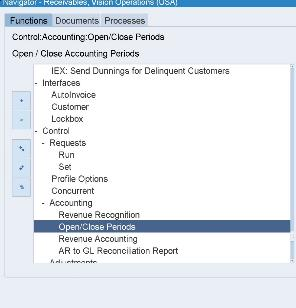 Navigator - Receivables, Vision Operations (USA)
Functions Documents Processes
Control:Accounting:Open/Close Periods
Open / Close Accounting Periods
IEX: Send Dunnings for Delinquent Customers
- Interfaces
AutoInvoice
Customer
Lockbox
- Control
- Requests
Run
Set
Profile Options
Concurrent
- Accounting
Revenue Recognition
Open/Close Periods
Revenue Accounting
AR to GL Reconciliation Report
Adjustments